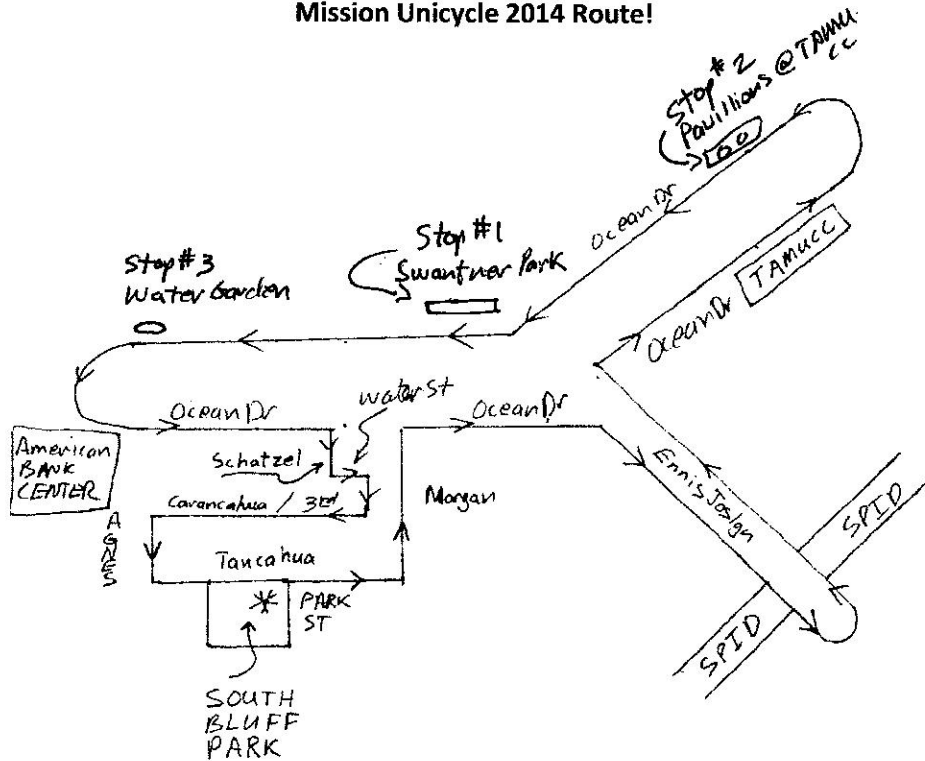 Mission Unicycle 2014 Route!
Stop #2
Pavillions @ TAMU
CC
Ocean Dr
Stop #1
Swantner Park
Stop #3
Water Garden
Ocean Dr
TAMUCC
Ocean Dr
Water St
Ocean Dr
American
BANK
CENTER
Schatzel
Carancahua / 3rd
Morgan
Ennis Joslyn
SPID
AGNES
Tancahua
PARK
ST
SPID
SOUTH
BLUFF
PARK